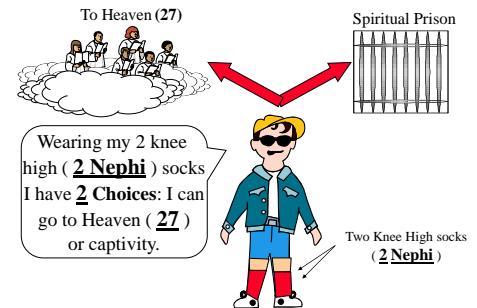 To Heaven (27)
Spiritual Prison
Wearing my 2 knee
high ( 2 Nephi ) socks
I have 2 Choices: I can
go to Heaven ( 27 )
or captivity.
Two Knee High socks
( 2 Nephi )